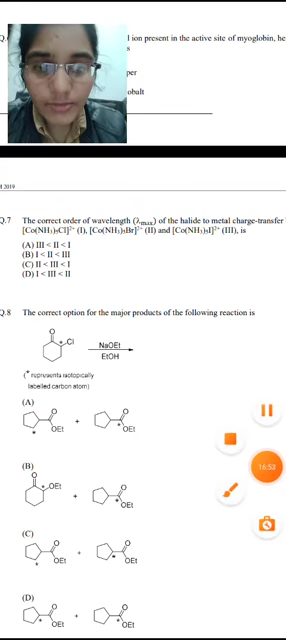 l ion present in the active site of myoglobin, he
s
per
obalt
2019
Q.7 The correct order of wavelength (λmax) of the halide to metal charge-transfer
[Co(NH₃)₅Cl]²⁺ (I), [Co(NH₃)₅Br]²⁺ (II) and [Co(NH₃)₅I]²⁺ (III), is
(A) III < II < I
(B) I < II < III
(C) II < III < I
(D) I < III < II
Q.8 The correct option for the major products of the following reaction is
O
* Cl
NaOEt
EtOH
(* represents isotopically
labelled carbon atom)
(A)
O O
OEt + OEt
* *
(B)
O
* OEt O
+ *
OEt
(C)
O O
OEt + * OEt
*
(D)
O O
* OEt + * OEt
16:53